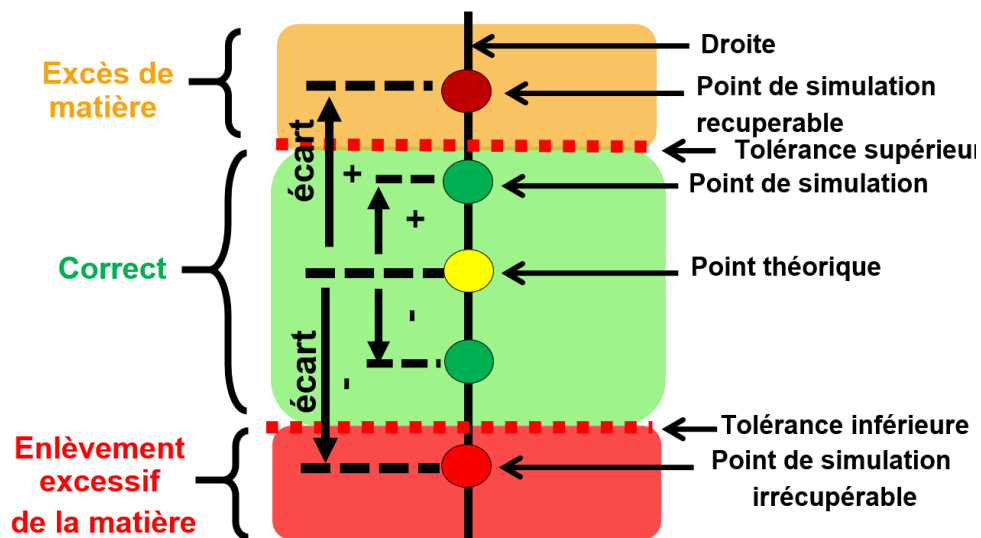 Droite
Excès de
matière
Point de simulation
recuperable
écart
+
Tolérance supérieur
Point de simulation
+
Correct
Point théorique
-
écart
-
Tolérance inférieure
Enlèvement
excessif
de la matière
Point de simulation
irrécupérable